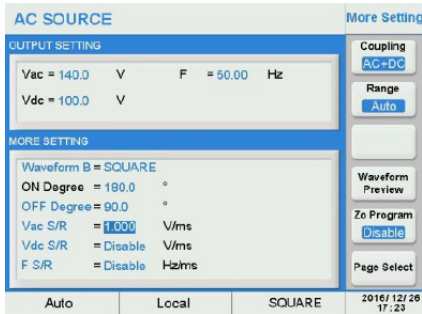 AC SOURCE
More Setting
OUTPUT SETTING
Vac = 140.0 V F = 50.00 Hz
Vdc = 100.0 V
MORE SETTING
Waveform B = SQUARE
ON Degree = 180.0 °
OFF Degree = 90.0 °
Vac S/R = 1.000 V/ms
Vdc S/R = Disable V/ms
F S/R = Disable Hz/ms
Coupling
AC+DC
Range
Auto
Waveform
Preview
Zo Program
Disable
Page Select
Auto Local SQUARE
2016/12/26
17:23